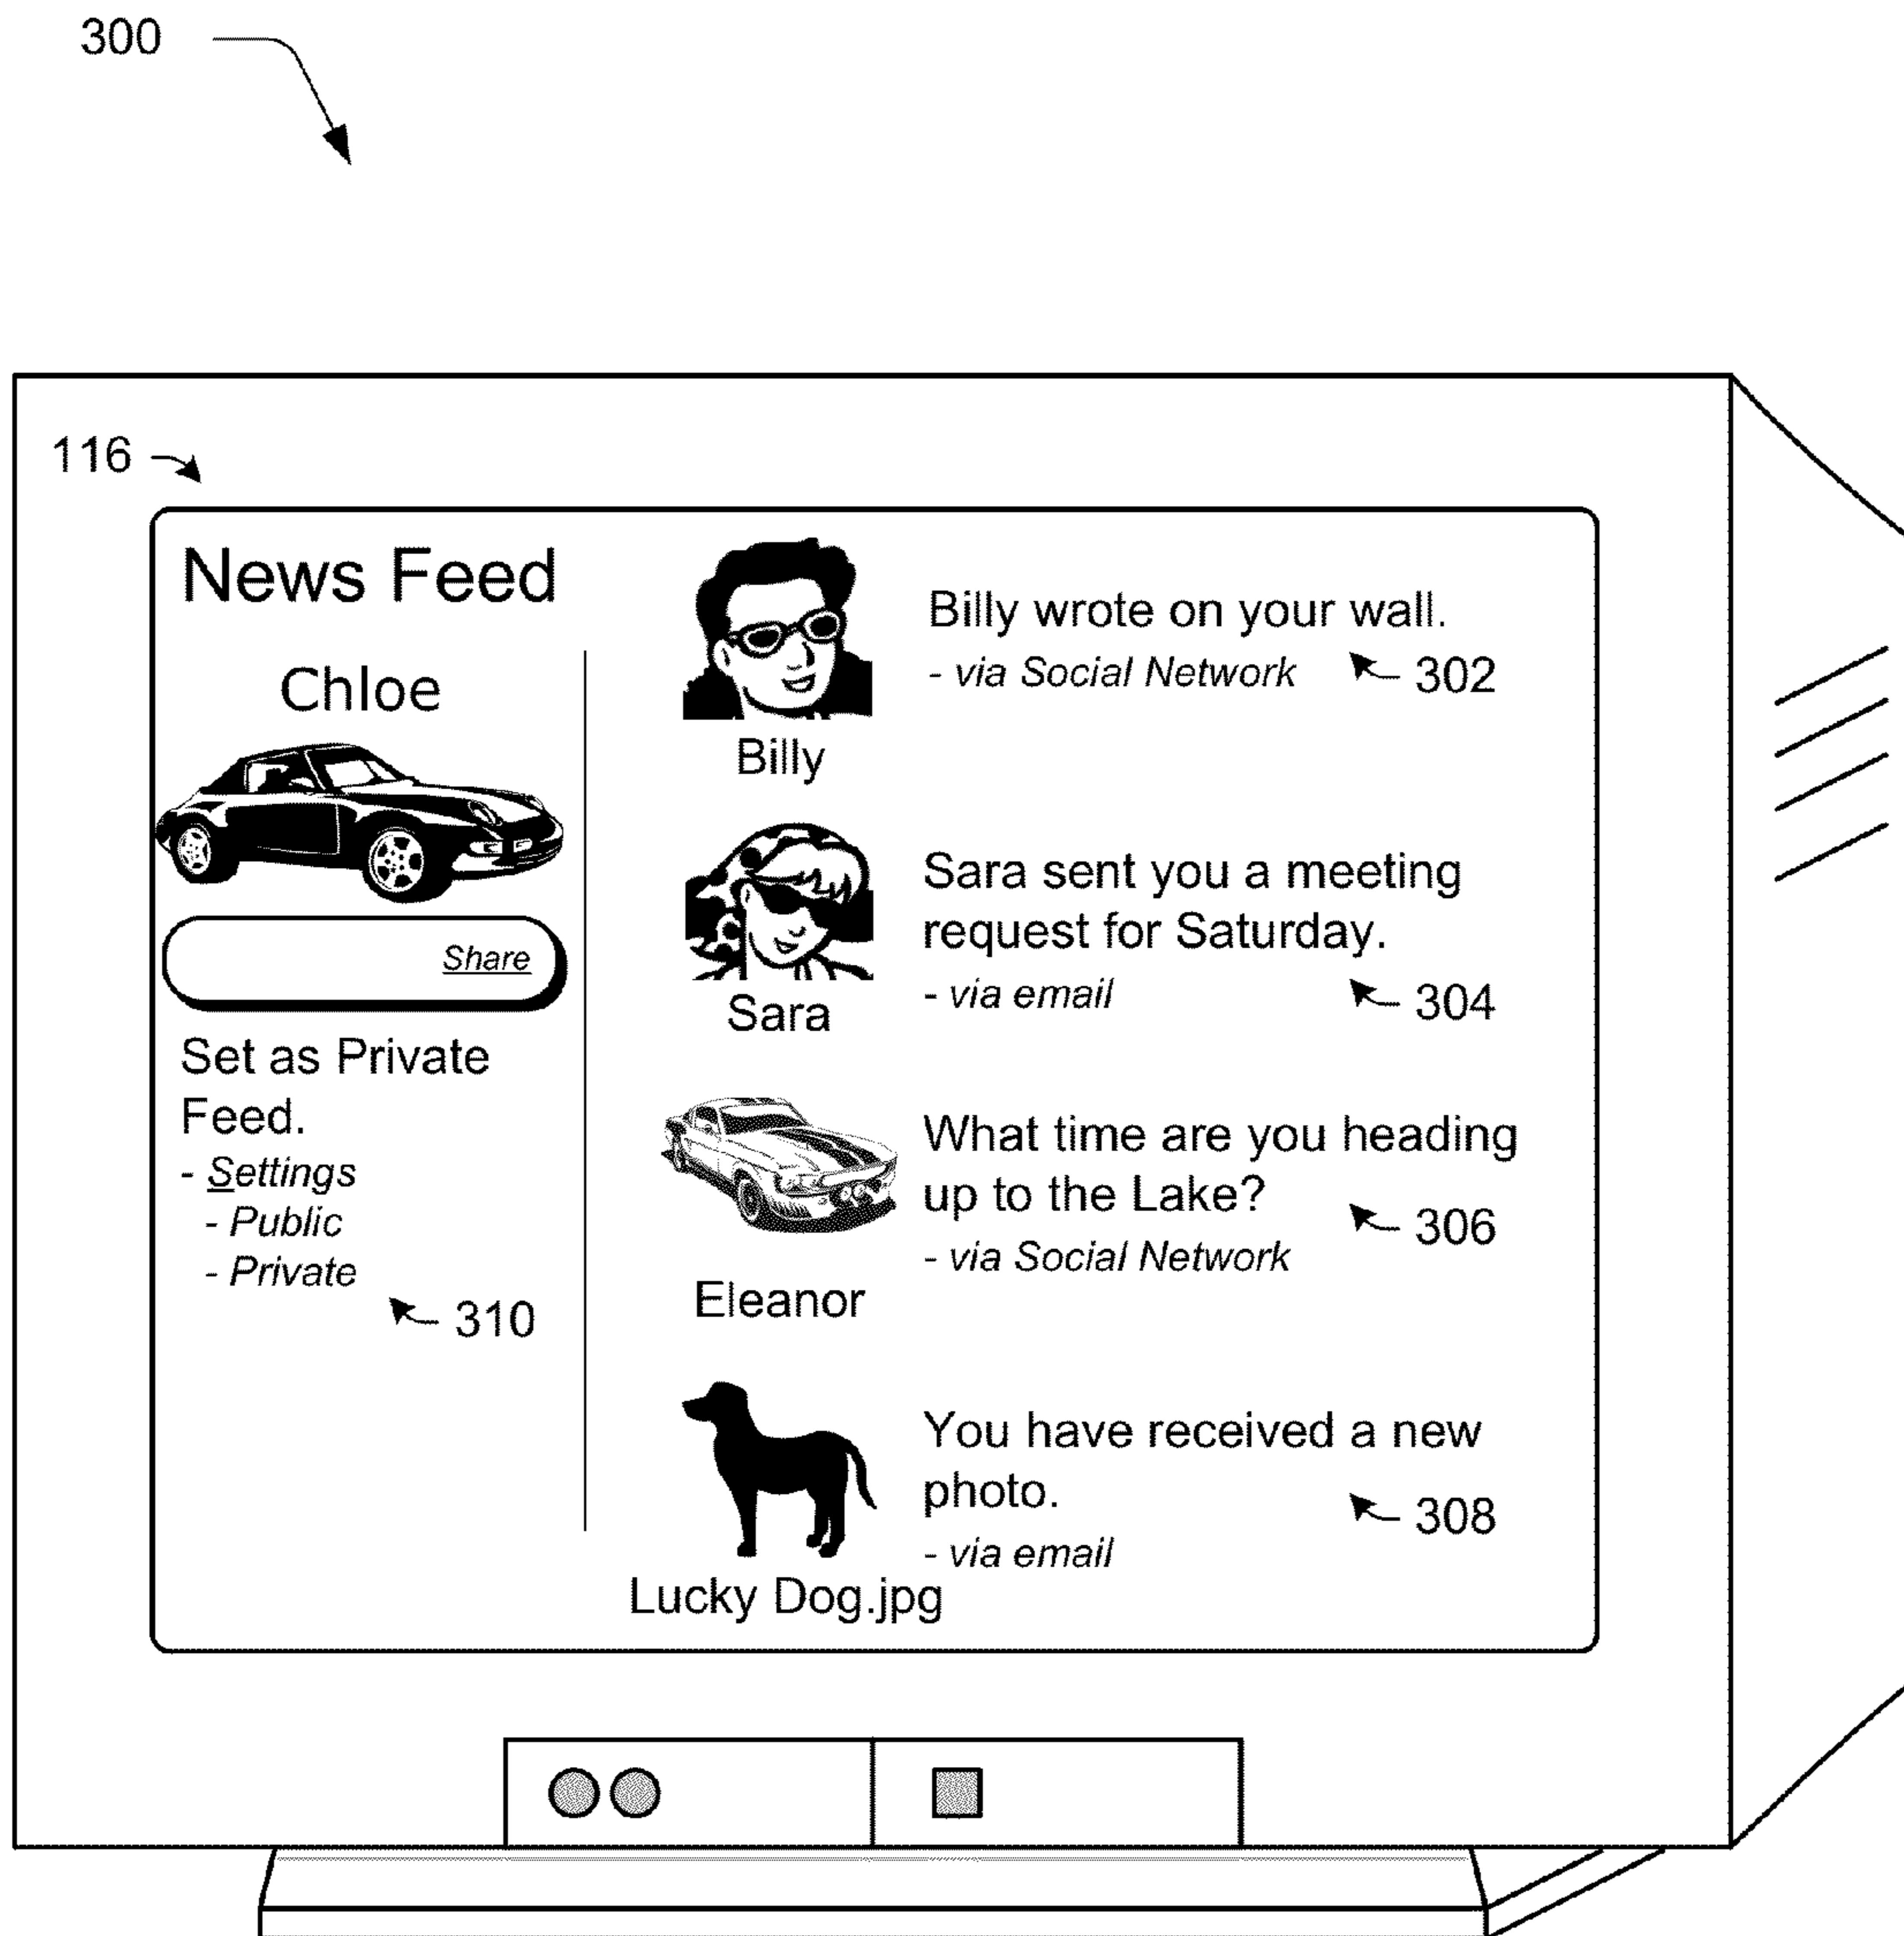 300
116
News Feed
Chloe
Share
Set as Private
Feed.
- Settings
- Public
- Private
310
Billy
Billy wrote on your wall.
- via Social Network
302
Sara
Sara sent you a meeting
request for Saturday.
- via email
304
Eleanor
What time are you heading
up to the Lake?
- via Social Network
306
Lucky Dog.jpg
You have received a new
photo.
- via email
308